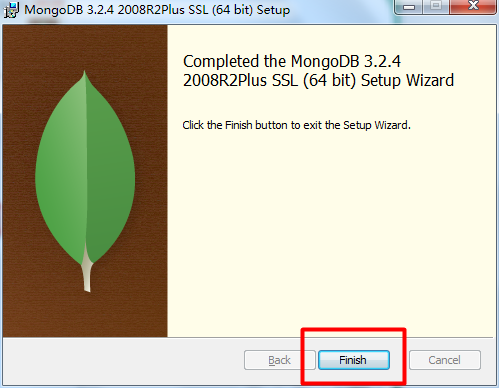 MongoDB 3.2.4 2008R2Plus SSL (64 bit) Setup
Completed the MongoDB 3.2.4
2008R2Plus SSL (64 bit) Setup Wizard
Click the Finish button to exit the Setup Wizard.
Back Finish Cancel